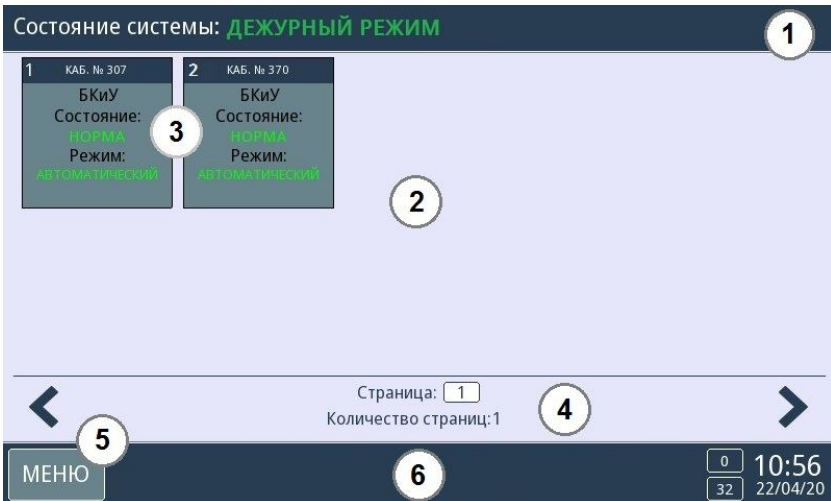 Состояние системы: ДЕЖУРНЫЙ РЕЖИМ
1
1 КАБ. № 307
БКиУ
Состояние:
НОРМА
Режим:
АВТОМАТИЧЕСКИЙ
3
2 КАБ. № 370
БКиУ
Состояние:
НОРМА
Режим:
АВТОМАТИЧЕСКИЙ
2
Страница: 1
Количество страниц:1
4
5
МЕНЮ
6
0
32
10:56
22/04/20